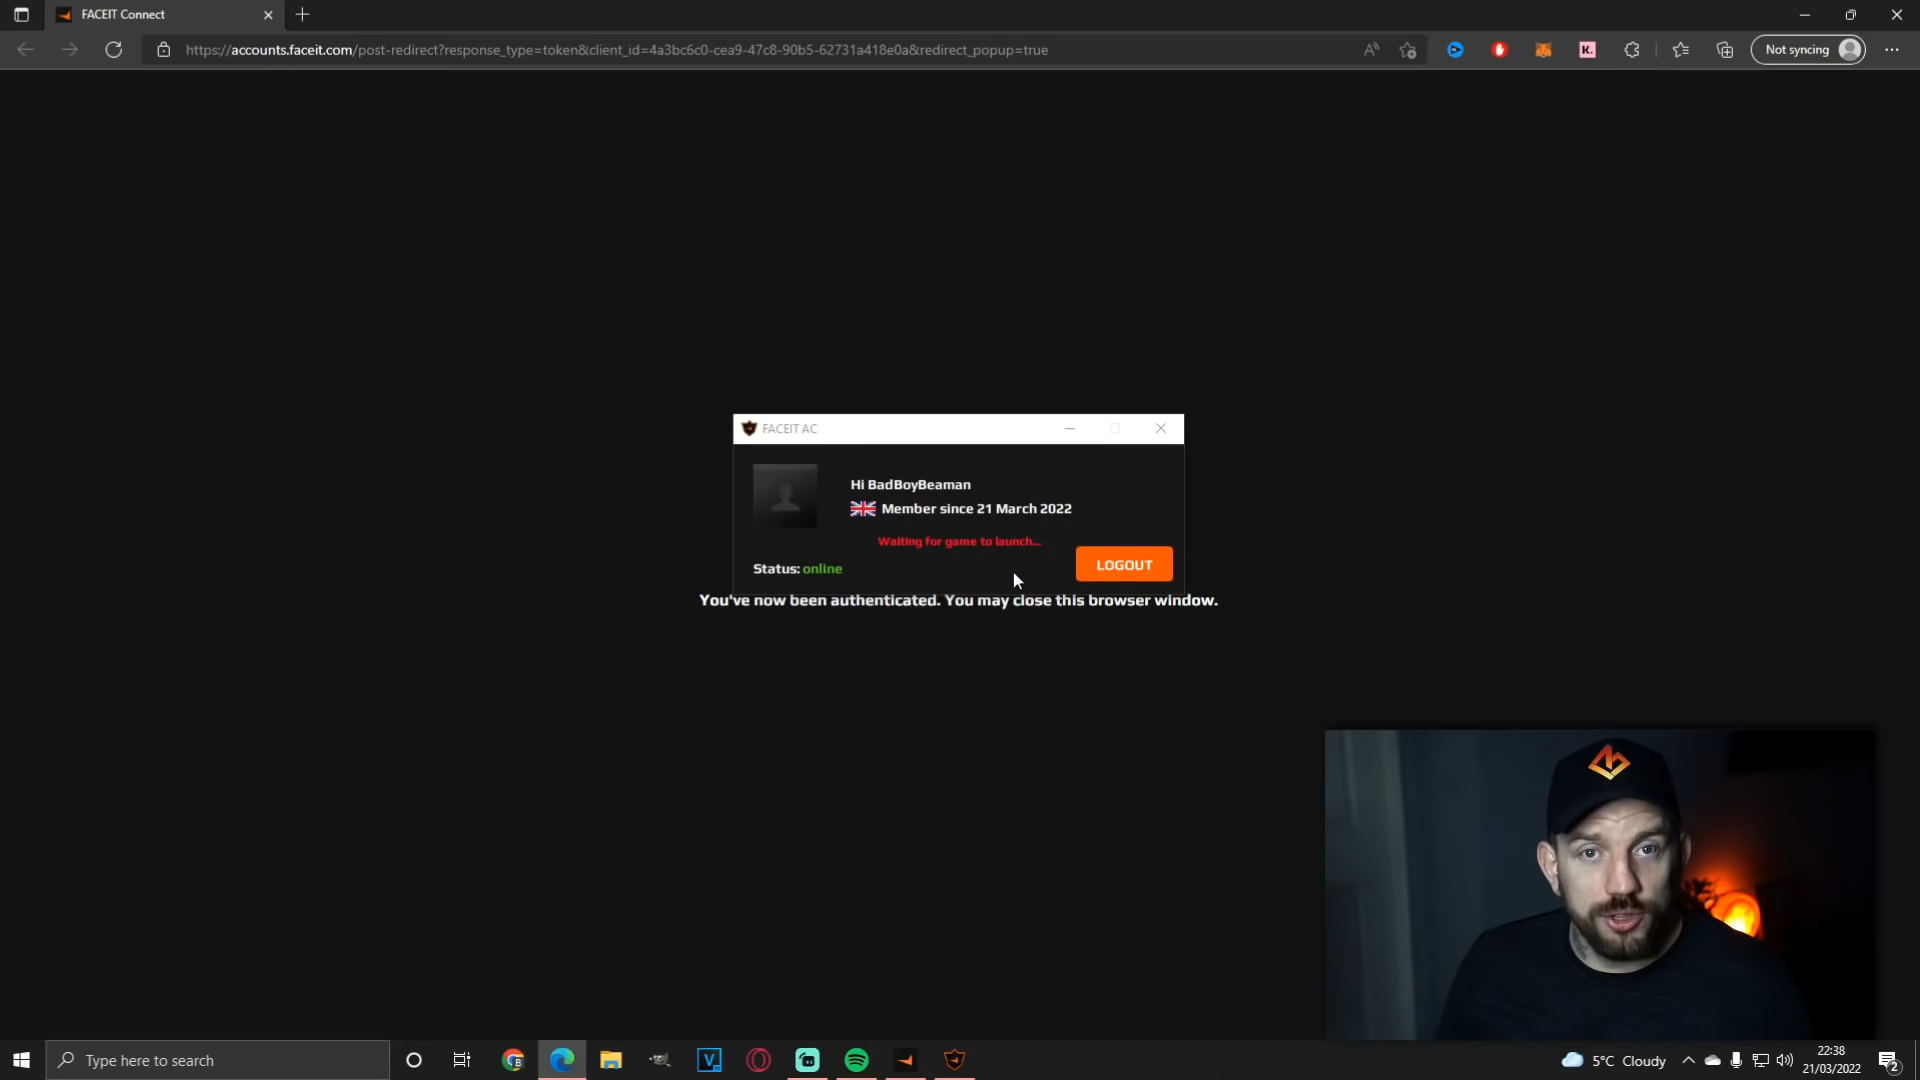 FACEIT Connect
https://accounts.faceit.com/post-redirect?response_type=token&client_id=4a3bc6c0-cea9-47c8-90b5-62731a418e0a&redirect_popup=true
Not syncing
K.
FACEIT AC
Hi BadBoyBeaman
Member since 21 March 2022
Waiting for game to launch...
Status: online
LOGOUT
You've now been authenticated. You may close this browser window.
Type here to search
5°C Cloudy
22:38
21/03/2022
2